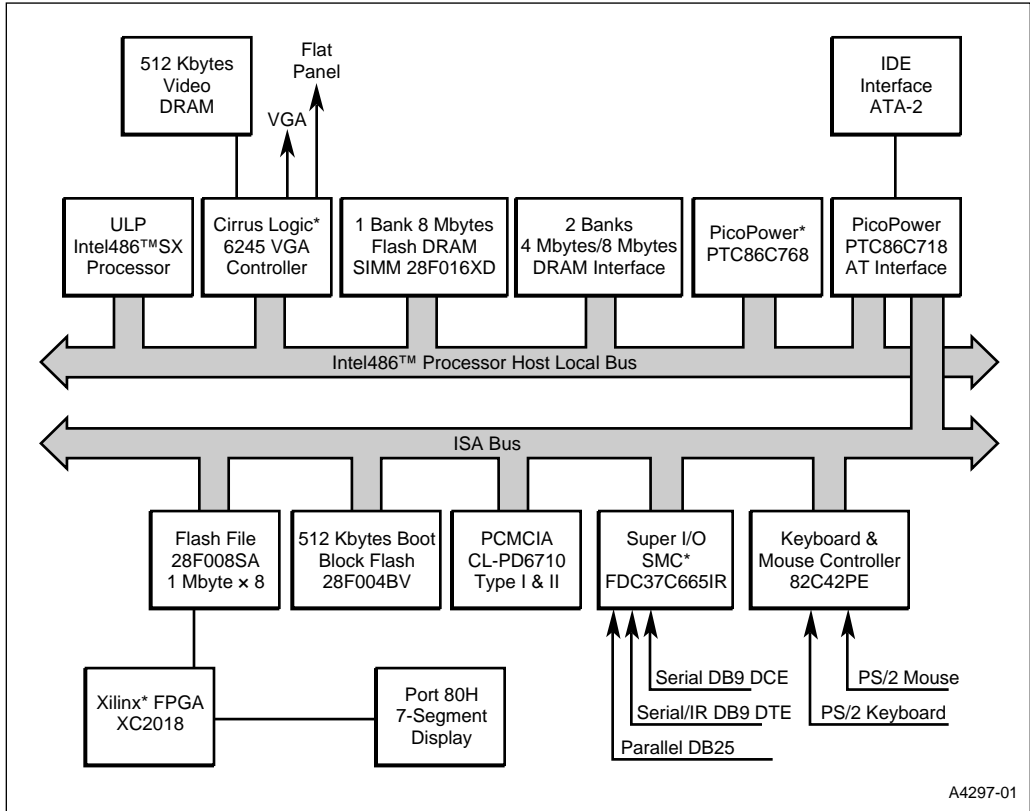 512 Kbytes
Video
DRAM
Flat
Panel
VGA
IDE
Interface
ATA-2
ULP
Intel486™SX
Processor
Cirrus Logic*
6245 VGA
Controller
1 Bank 8 Mbytes
Flash DRAM
SIMM 28F016XD
2 Banks
4 Mbytes/8 Mbytes
DRAM Interface
PicoPower*
PTC86C768
PicoPower
PTC86C718
AT Interface
Intel486™ Processor Host Local Bus
ISA Bus
Flash File
28F008SA
1 Mbyte × 8
512 Kbytes Boot
Block Flash
28F004BV
PCMCIA
CL-PD6710
Type I & II
Super I/O
SMC*
FDC37C665IR
Keyboard &
Mouse Controller
82C42PE
Xilinx* FPGA
XC2018
Port 80H
7-Segment
Display
Serial DB9 DCE
Serial/IR DB9 DTE
Parallel DB25
PS/2 Mouse
PS/2 Keyboard
A4297-01